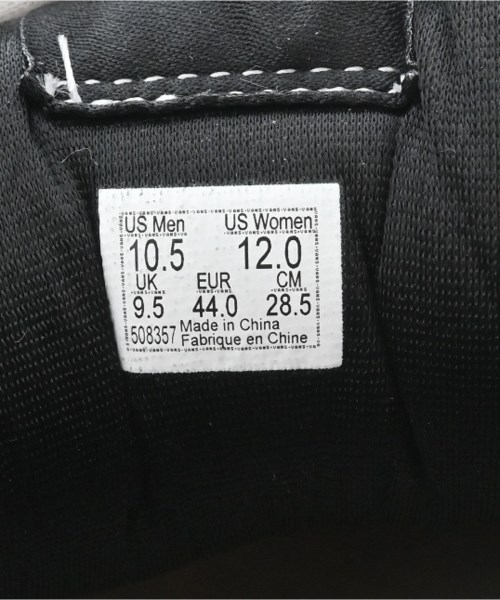 US Men US Women
10.5 12.0
UK EUR CM
9.5 44.0 28.5
508357 Made in China
Fabrique en Chine